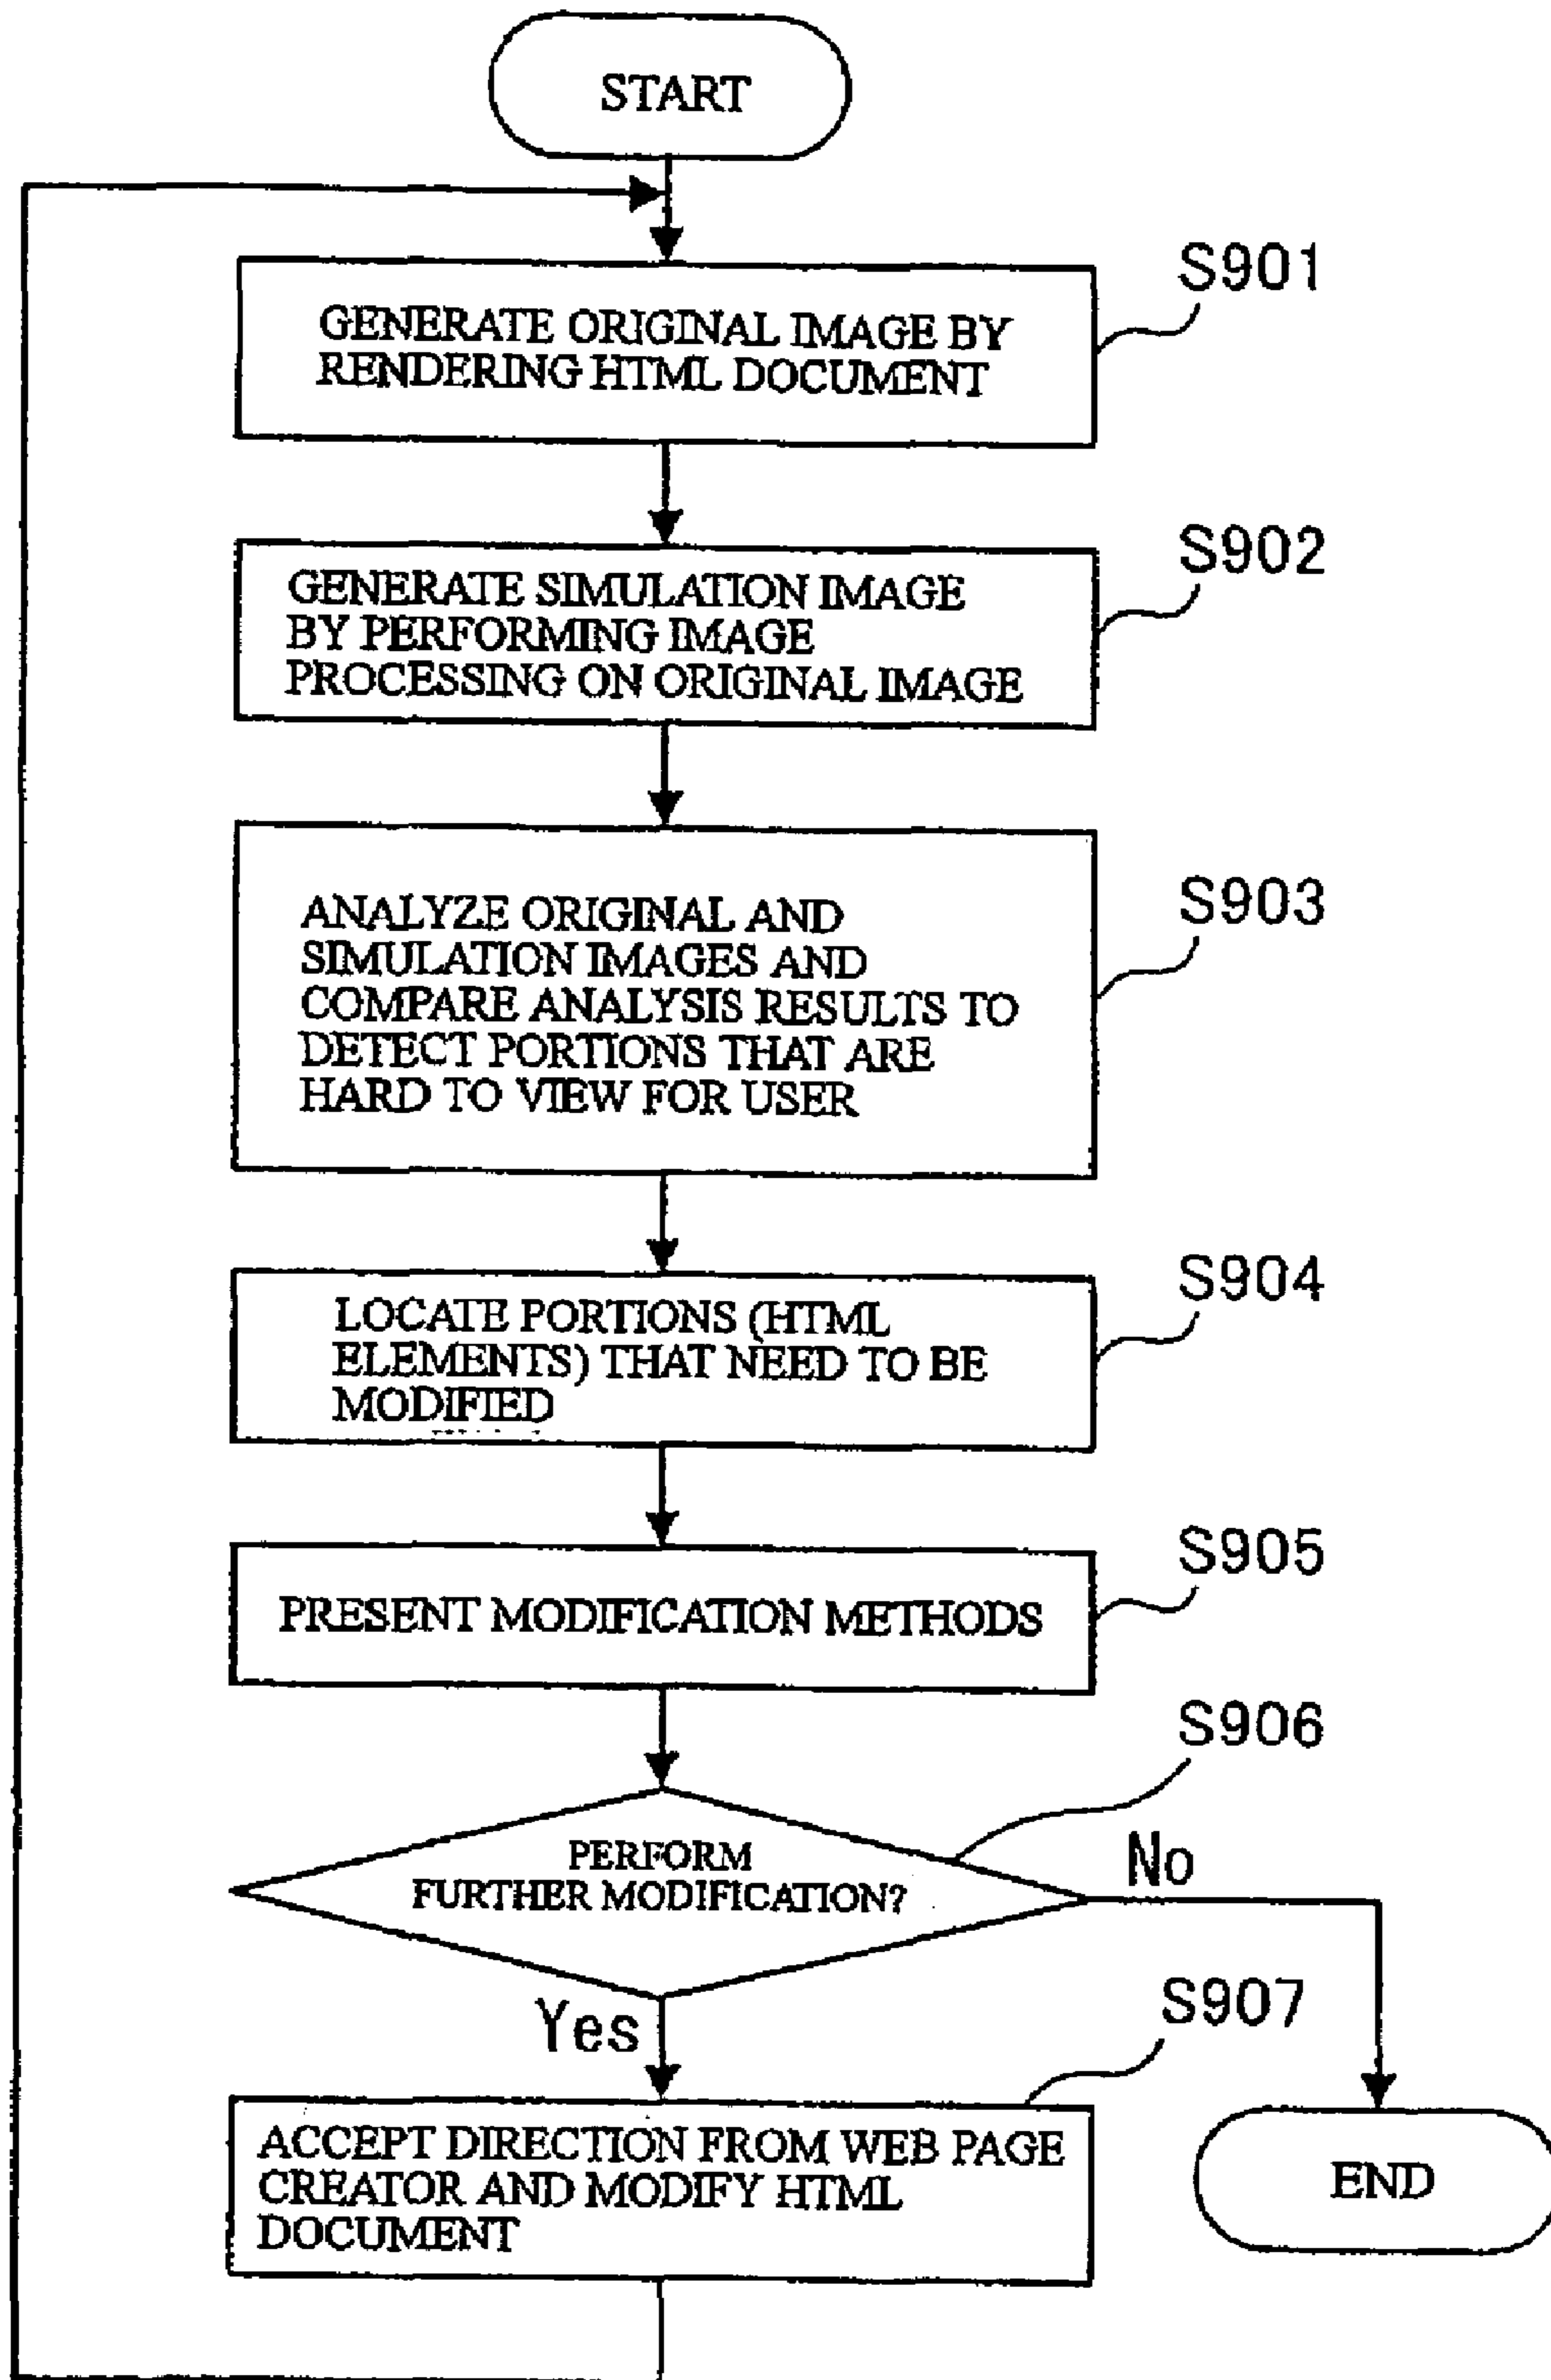 START
S901
GENERATE ORIGINAL IMAGE BY
RENDERING HTML DOCUMENT
S902
GENERATE SIMULATION IMAGE
BY PERFORMING IMAGE
PROCESSING ON ORIGINAL IMAGE
S903
ANALYZE ORIGINAL AND
SIMULATION IMAGES AND
COMPARE ANALYSIS RESULTS TO
DETECT PORTIONS THAT ARE
HARD TO VIEW FOR USER
S904
LOCATE PORTIONS (HTML
ELEMENTS) THAT NEED TO BE
MODIFIED
S905
PRESENT MODIFICATION METHODS
S906
PERFORM
FURTHER MODIFICATION?
No
Yes
S907
ACCEPT DIRECTION FROM WEB PAGE
CREATOR AND MODIFY HTML
DOCUMENT
END